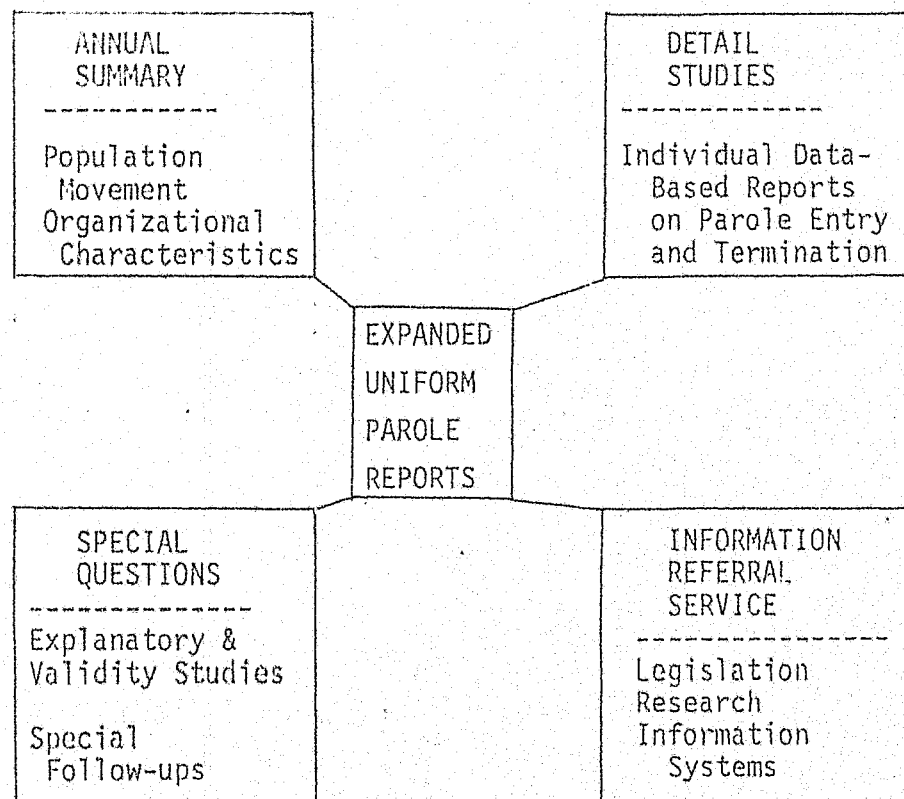 ANNUAL
SUMMARY
-----------
Population
Movement
Organizational
Characteristics
DETAIL
STUDIES
-------------
Individual Data-
Based Reports
on Parole Entry
and Termination
EXPANDED
UNIFORM
PAROLE
REPORTS
SPECIAL
QUESTIONS
--------------
Explanatory &
Validity Studies
Special
Follow-ups
INFORMATION
REFERRAL
SERVICE
----------------
Legislation
Research
Information
Systems